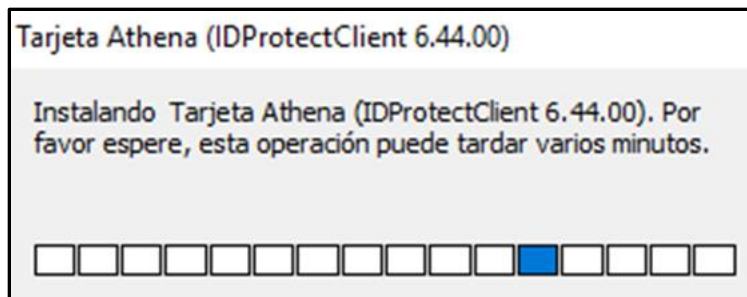 Tarjeta Athena (IDProtectClient 6.44.00)
Instalando Tarjeta Athena (IDProtectClient 6.44.00). Por
favor espere, esta operación puede tardar varios minutos.